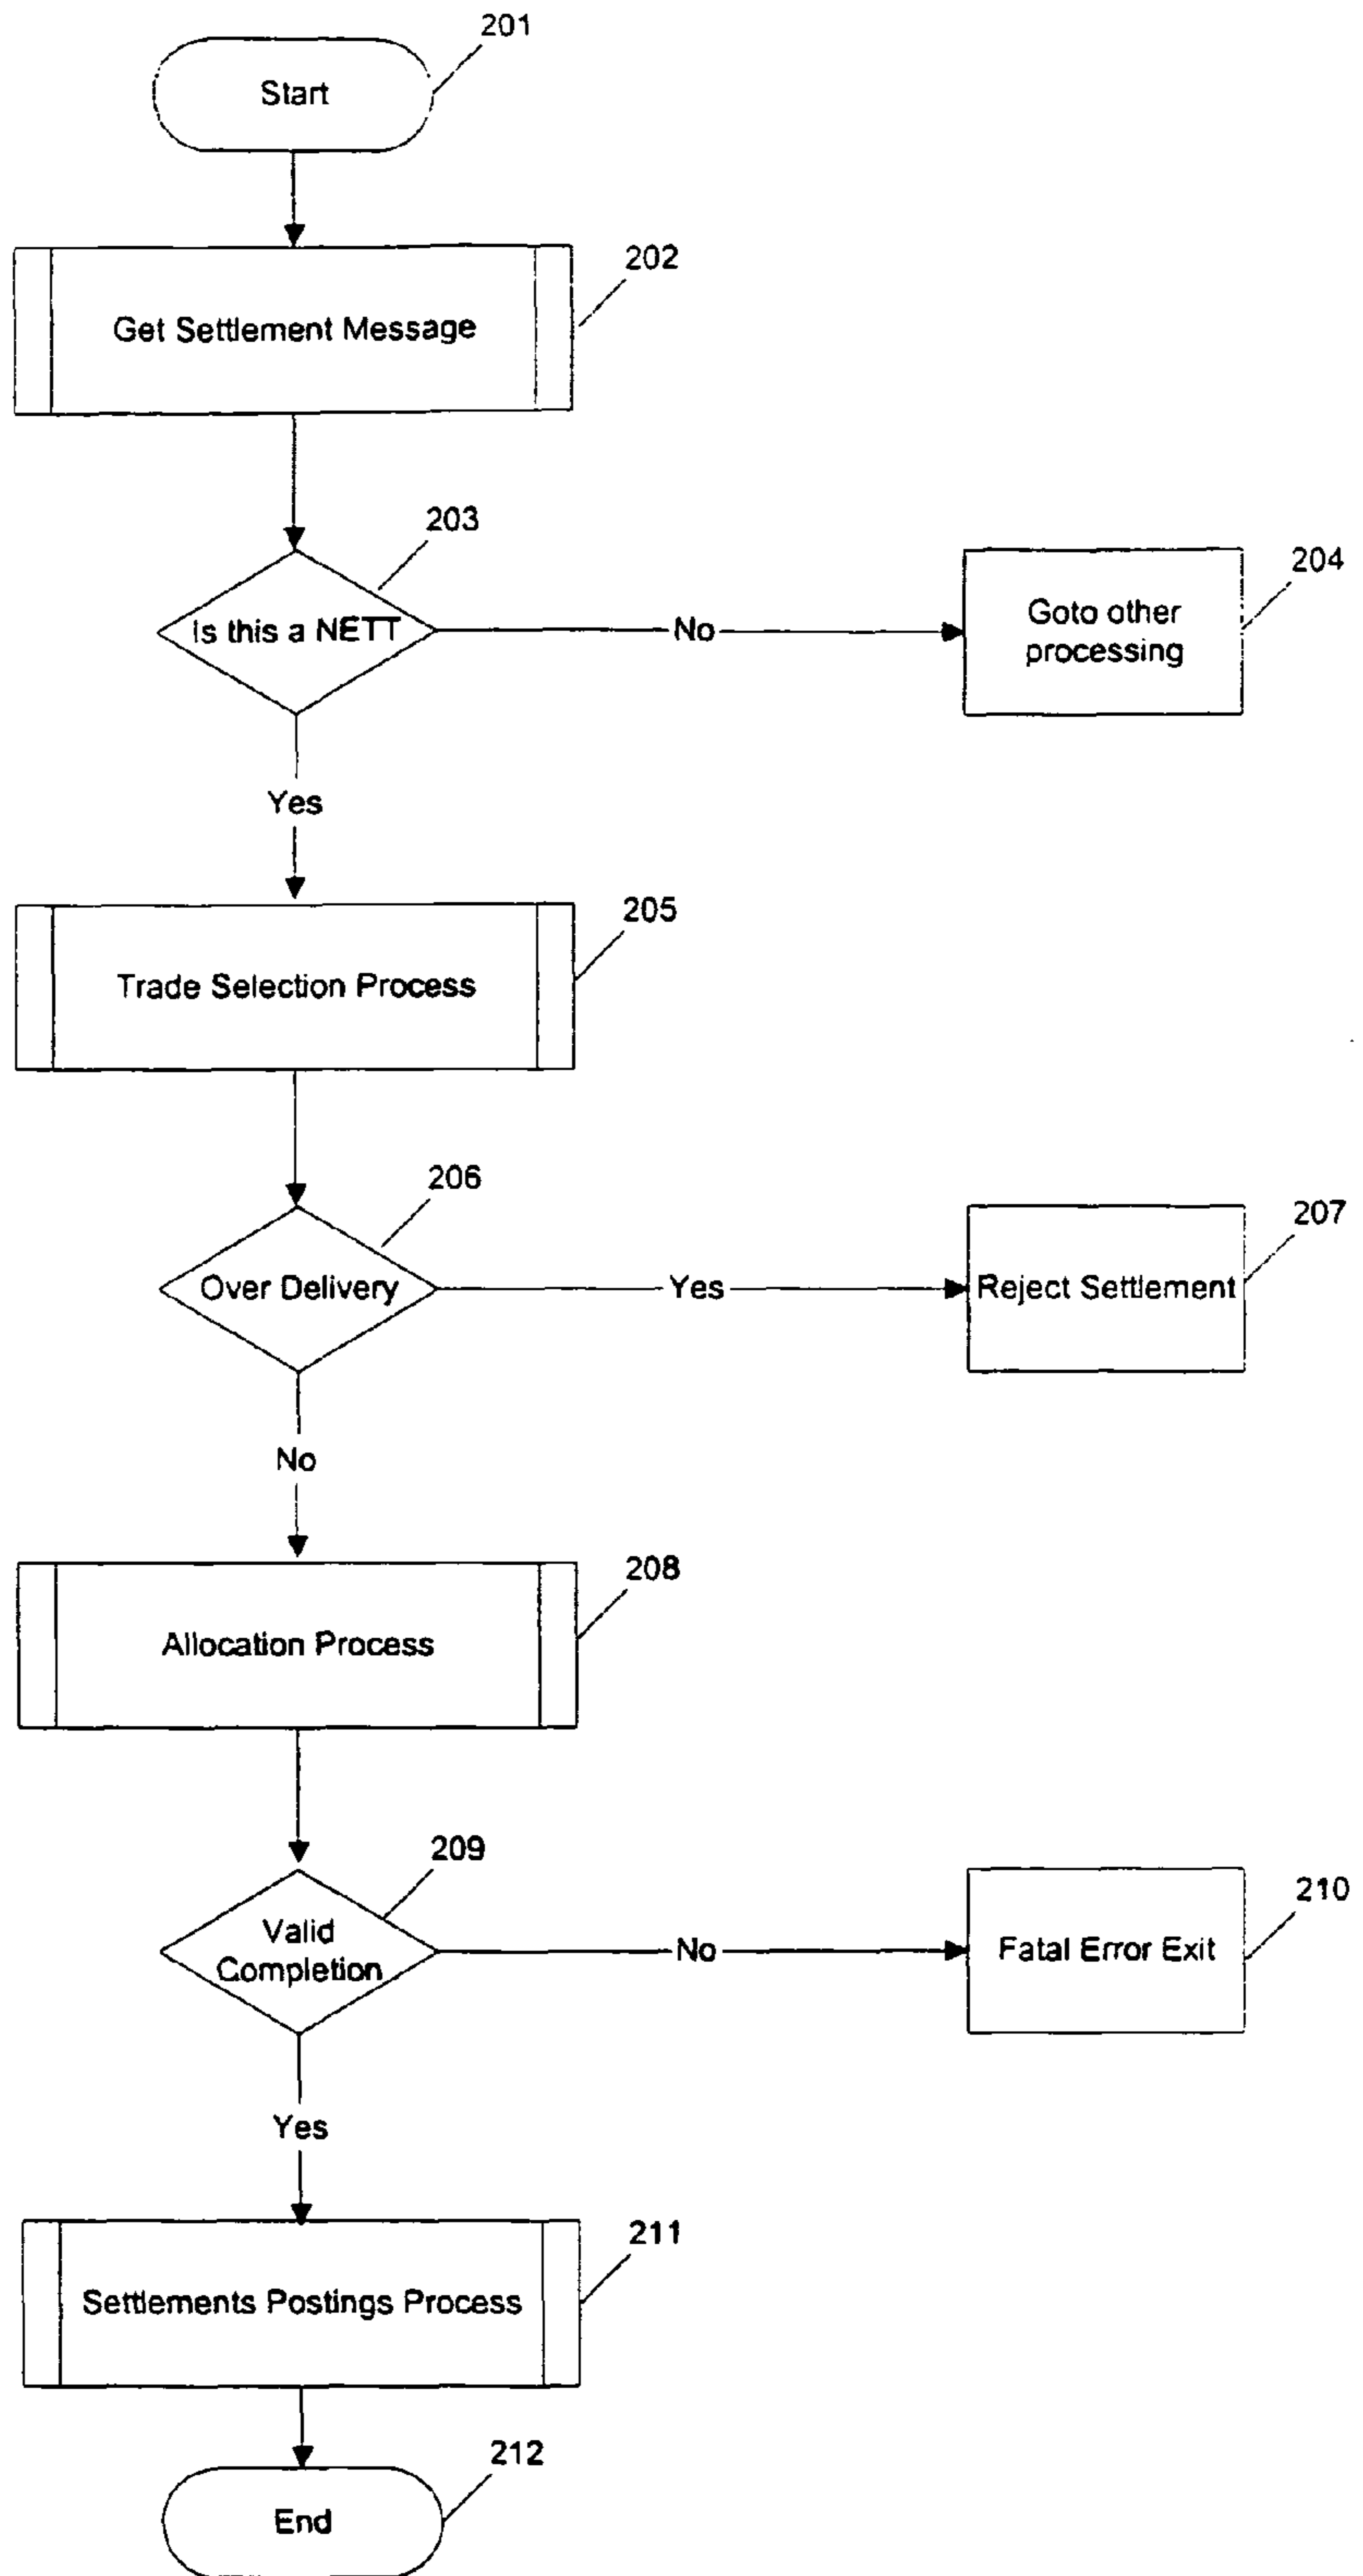 201
Start
202
Get Settlement Message
203
Is this a NETT
No
204
Goto other
processing
Yes
205
Trade Selection Process
206
Over Delivery
Yes
207
Reject Settlement
No
208
Allocation Process
209
Valid
Completion
No
210
Fatal Error Exit
Yes
211
Settlements Postings Process
212
End